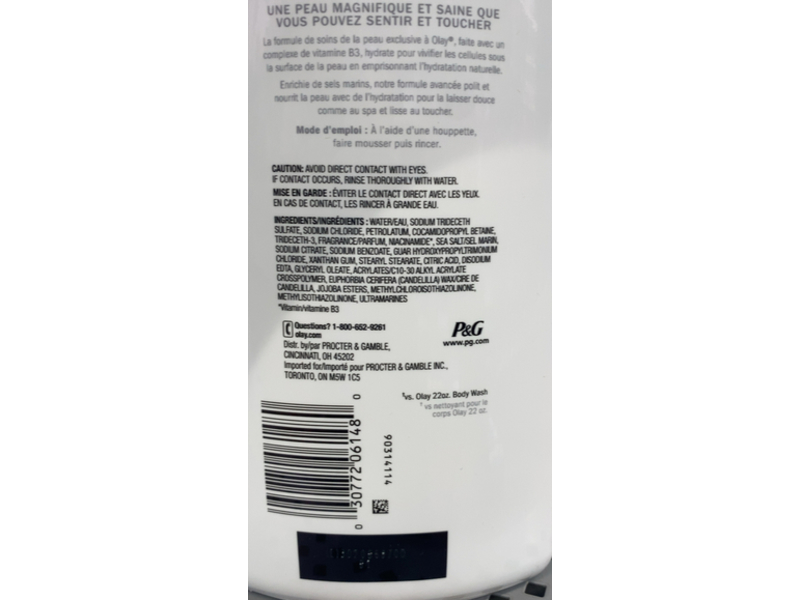 UNE PEAU MAGNIFIQUE ET SAINE QUE
VOUS POUVEZ SENTIR ET TOUCHER
La formule de soins de la peau exclusive à Olay®, faite avec un
complexe de vitamine B3, hydrate pour vivifier les cellules sous
la surface de la peau en emprisonnant l'hydratation naturelle.
Enrichie de sels marins, notre formule avancée polit et
nourrit la peau avec de l'hydratation pour la laisser douce
comme au spa et lisse au toucher.
Mode d'emploi : À l'aide d'une houppette,
faire mousser puis rincer.
CAUTION: AVOID DIRECT CONTACT WITH EYES.
IF CONTACT OCCURS, RINSE THOROUGHLY WITH WATER.
MISE EN GARDE : ÉVITER LE CONTACT DIRECT AVEC LES YEUX.
EN CAS DE CONTACT, LES RINCER À GRANDE EAU.
INGREDIENTS/INGRÉDIENTS : WATER/EAU, SODIUM TRIDECETH
SULFATE, SODIUM CHLORIDE, PETROLATUM, COCAMIDOPROPYL BETAINE,
TRIDECETH-3, FRAGRANCE/PARFUM, NIACINAMIDE*, SEA SALT/SEL MARIN,
SODIUM CITRATE, SODIUM BENZOATE, GUAR HYDROXYPROPYLTRIMONIUM
CHLORIDE, XANTHAN GUM, STEARYL STEARATE, CITRIC ACID, DISODIUM
EDTA, GLYCERYL OLEATE, ACRYLATES/C10-30 ALKYL ACRYLATE
CROSSPOLYMER, EUPHORBIA CERIFERA (CANDELILLA) WAX/CIRE DE
CANDELILLA, JOJOBA ESTERS, METHYLCHLOROISOTHIAZOLINONE,
METHYLISOTHIAZOLINONE, ULTRAMARINES
*Vitamin/vitamine B3
Questions? 1-800-652-9261
olay.com
Distr. by/par PROCTER & GAMBLE,
CINCINNATI, OH 45202
Imported for/Importé pour PROCTER & GAMBLE INC.,
TORONTO, ON M5W 1C5
P&G
www.pg.com
vs. Olay 22oz. Body Wash
vs nettoyant pour le
corps Olay 22 oz.
0 30772 06148 0
90314114